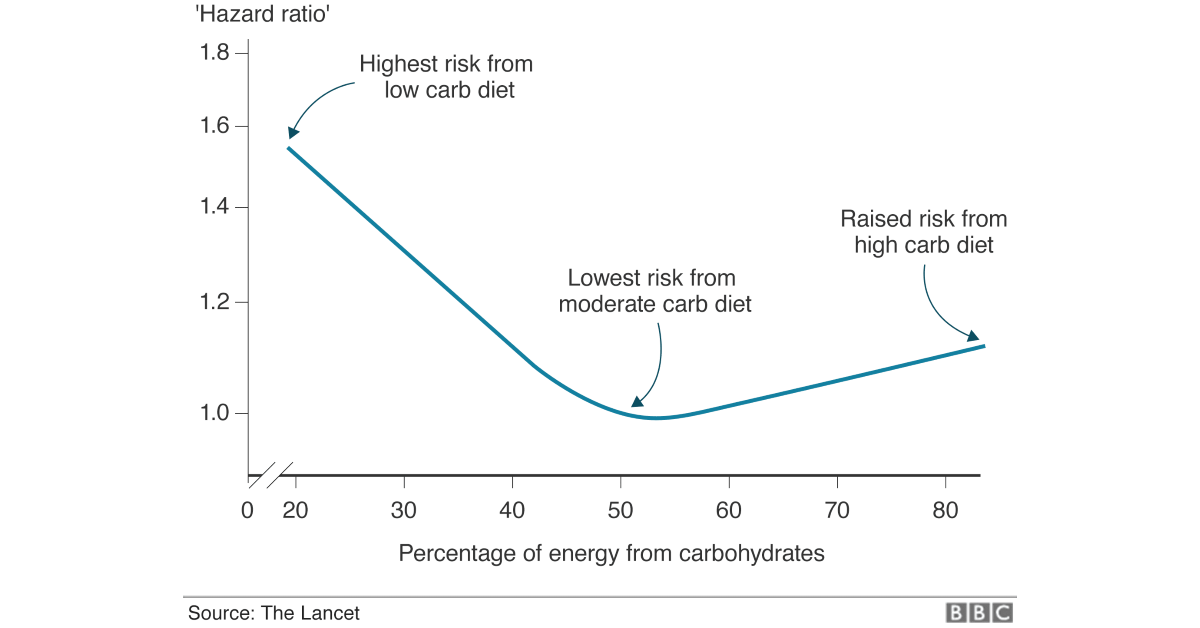 'Hazard ratio'
1.8
Highest risk from
low carb diet
1.6
1.4
Raised risk from
high carb diet
Lowest risk from
moderate carb diet
1.2
1.0
0 20 30 40 50 60 70 80
Percentage of energy from carbohydrates
Source: The Lancet
BBC